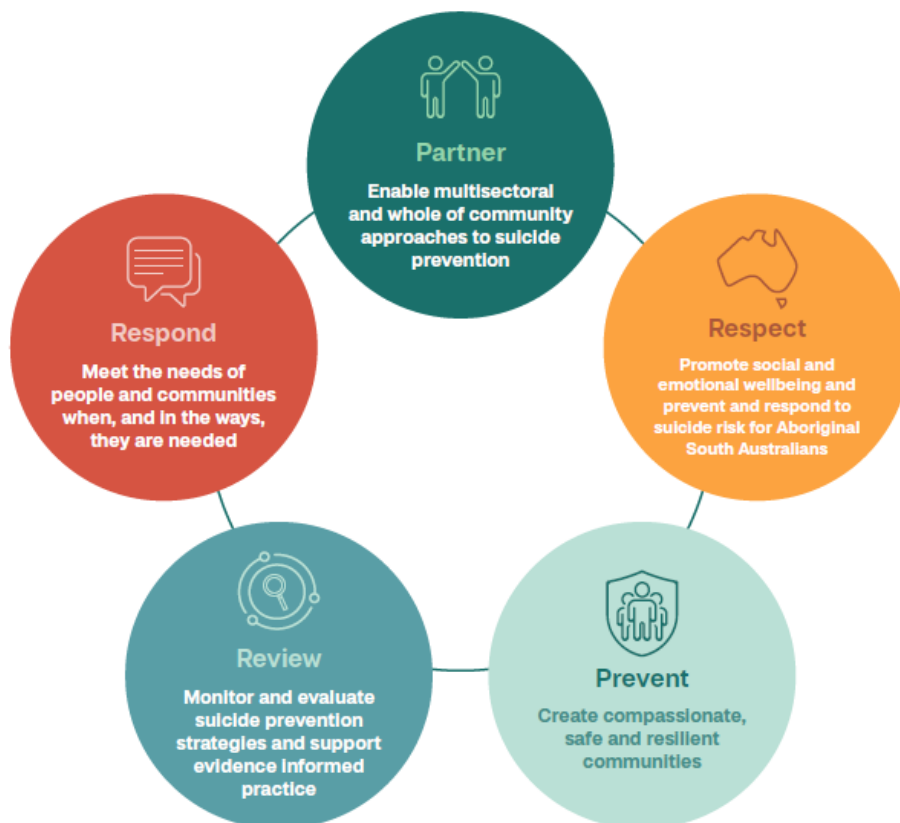 Partner
Enable multisectoral
and whole of community
approaches to suicide
prevention
Respect
Promote social and
emotional wellbeing and
prevent and respond to
suicide risk for Aboriginal
South Australians
Prevent
Create compassionate,
safe and resilient
communities
Review
Monitor and evaluate
suicide prevention
strategies and support
evidence informed
practice
Respond
Meet the needs of
people and communities
when, and in the ways,
they are needed